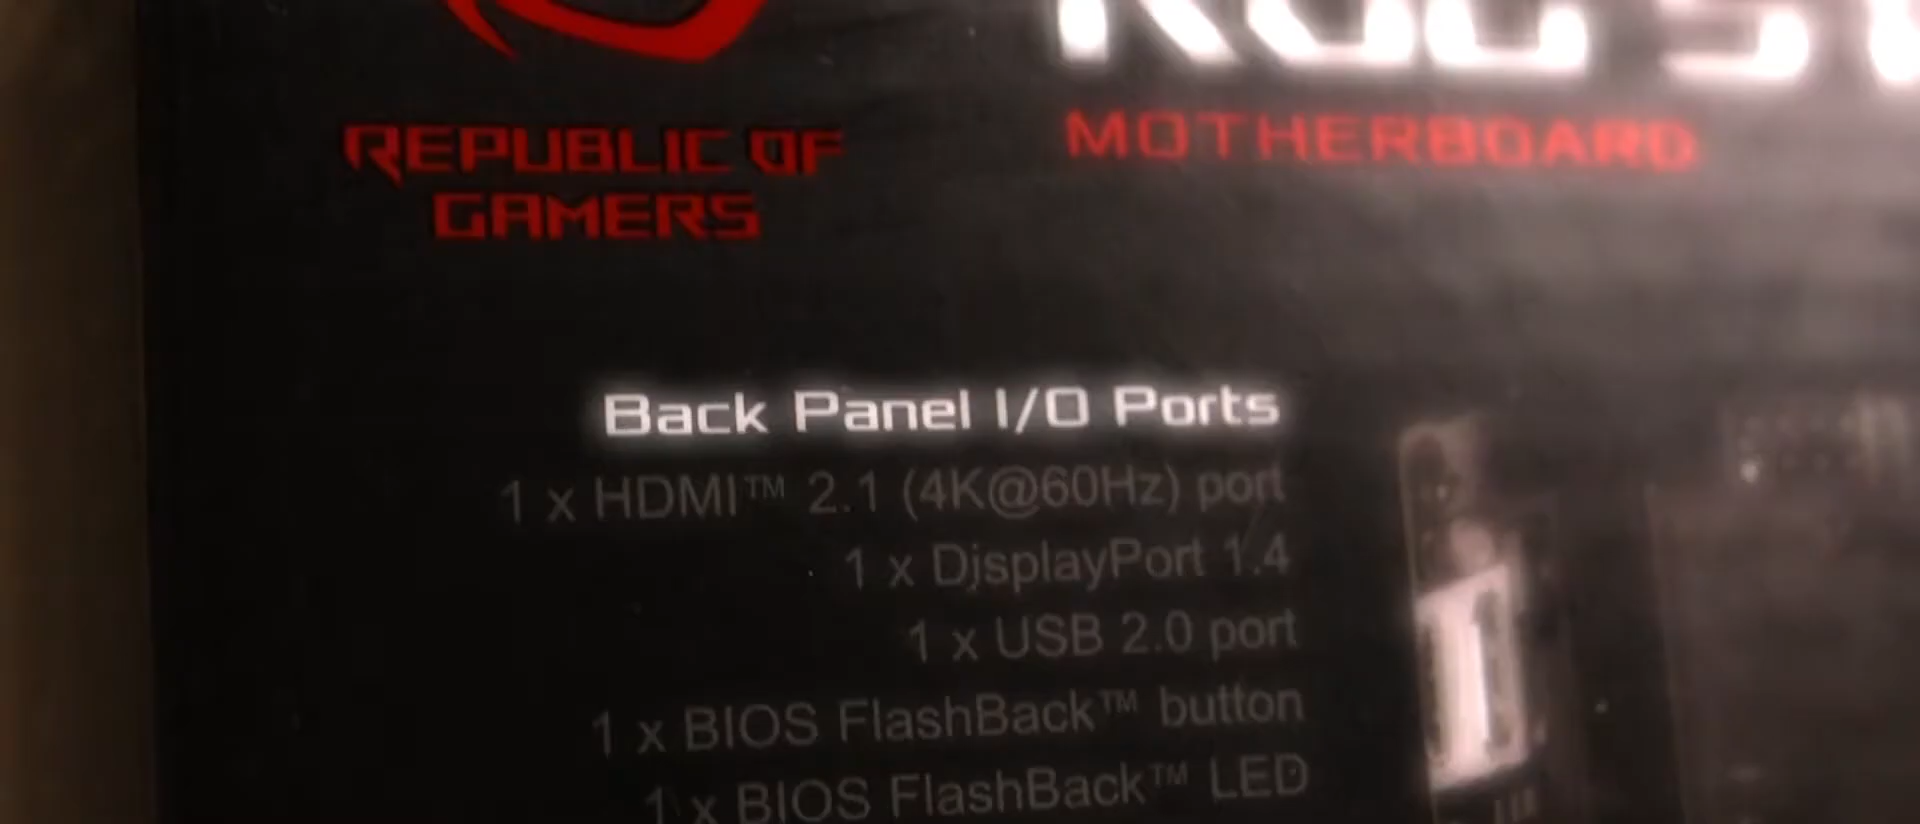 REPUBLIC OF
GAMERS
MOTHERBOARD
Back Panel I/O Ports
1 x HDMI™ 2.1 (4K@60Hz) port
1 x DisplayPort 1.4
1 x USB 2.0 port
1 x BIOS FlashBack™ button
1 x BIOS FlashBack™ LED